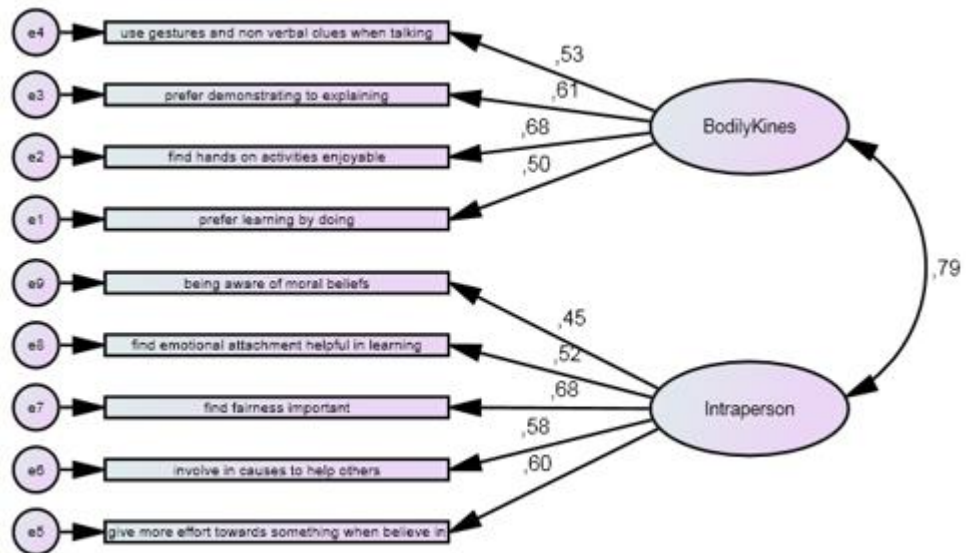 e4
use gestures and non verbal clues when talking
,53
e3
prefer demonstrating to explaining
,61
BodilyKines
e2
find hands on activities enjoyable
,68
e1
prefer learning by doing
,50
,79
e9
being aware of moral beliefs
,45
e8
find emotional attachment helpful in learning
,52
e7
find fairness important
,68
Intraperson
e6
involve in causes to help others
,58
e5
give more effort towards something when believe in
,60